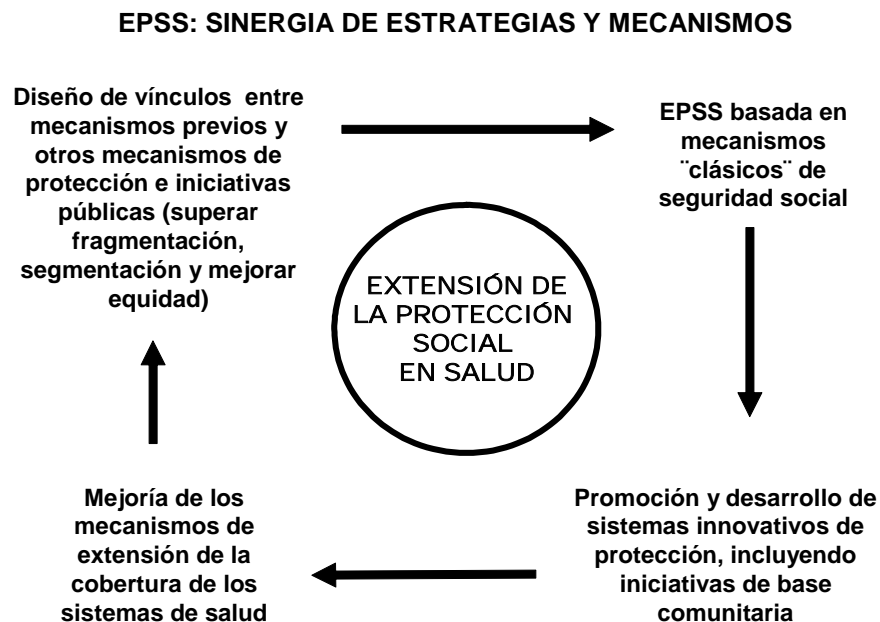 EPSS: SINERGIA DE ESTRATEGIAS Y MECANISMOS
Diseño de vínculos entre
mecanismos previos y
otros mecanismos de
protección e iniciativas
públicas (superar
fragmentación,
segmentación y mejorar
equidad)
EPSS basada en
mecanismos
¨clásicos¨ de
seguridad social
EXTENSIÓN DE
LA PROTECCIÓN
SOCIAL
EN SALUD
Mejoría de los
mecanismos de
extensión de la
cobertura de los
sistemas de salud
Promoción y desarrollo de
sistemas innovativos de
protección, incluyendo
iniciativas de base
comunitaria